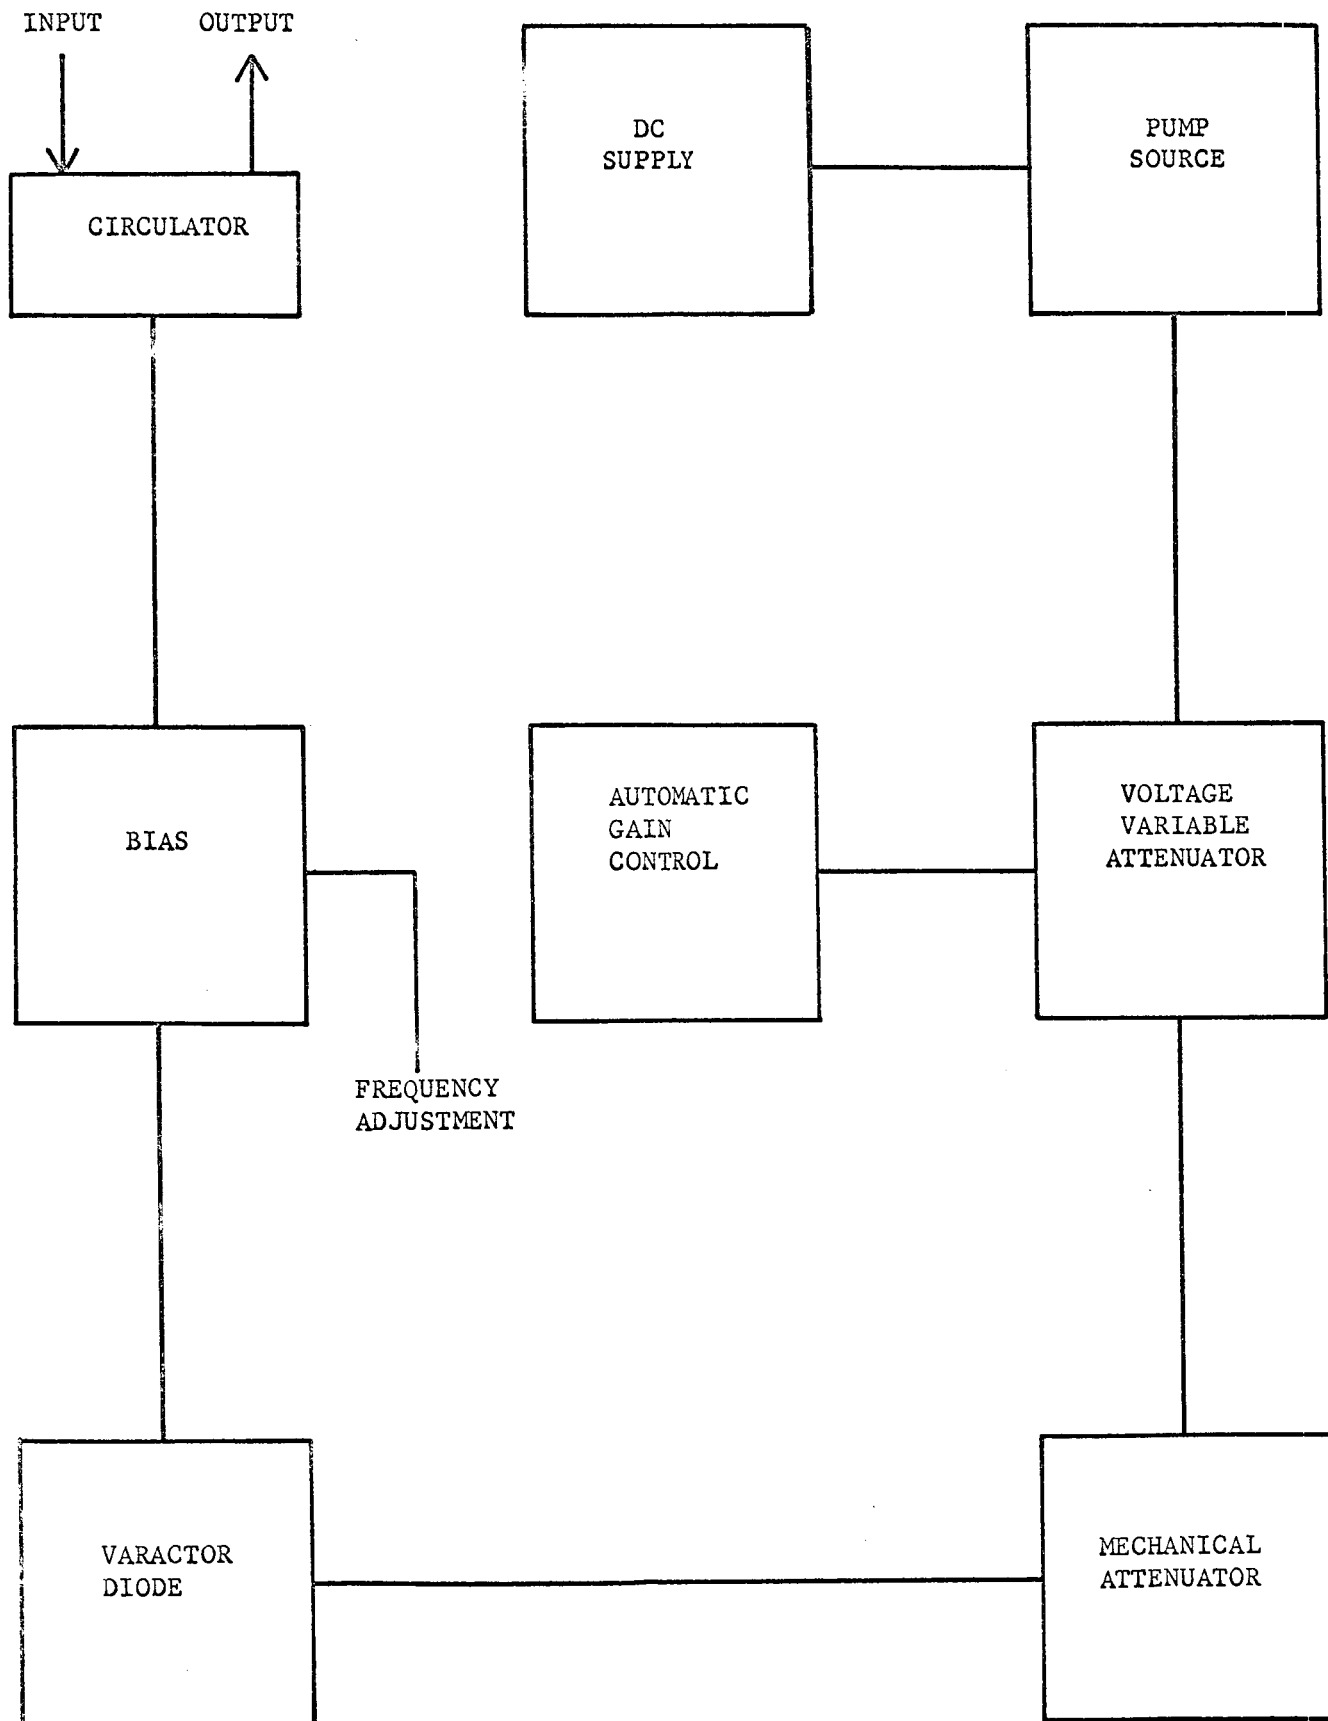 INPUT
OUTPUT
DC
SUPPLY
PUMP
SOURCE
CIRCULATOR
BIAS
AUTOMATIC
GAIN
CONTROL
VOLTAGE
VARIABLE
ATTENUATOR
FREQUENCY
ADJUSTMENT
VARACTOR
DIODE
MECHANICAL
ATTENUATOR